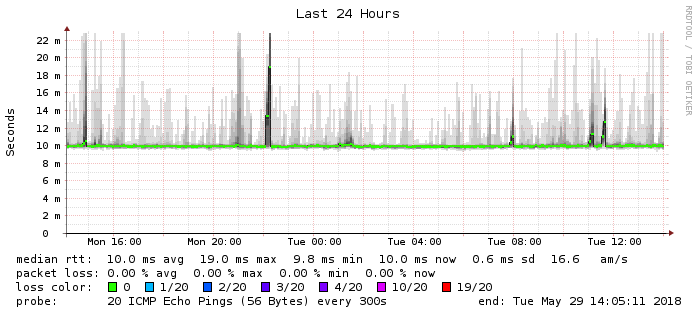 Last 24 Hours
RRDTOOL / TOBI OETIKER
Seconds
22 m
20 m
18 m
16 m
14 m
12 m
10 m
8 m
6 m
4 m
2 m
0
Mon 16:00 Mon 20:00 Tue 00:00 Tue 04:00 Tue 08:00 Tue 12:00
median rtt: 10.0 ms avg 19.0 ms max 9.8 ms min 10.0 ms now 0.6 ms sd 16.6 am/s
packet loss: 0.00 % avg 0.00 % max 0.00 % min 0.00 % now
loss color: 0 1/20 2/20 3/20 4/20 10/20 19/20
probe: 20 ICMP Echo Pings (56 Bytes) every 300s end: Tue May 29 14:05:11 2018